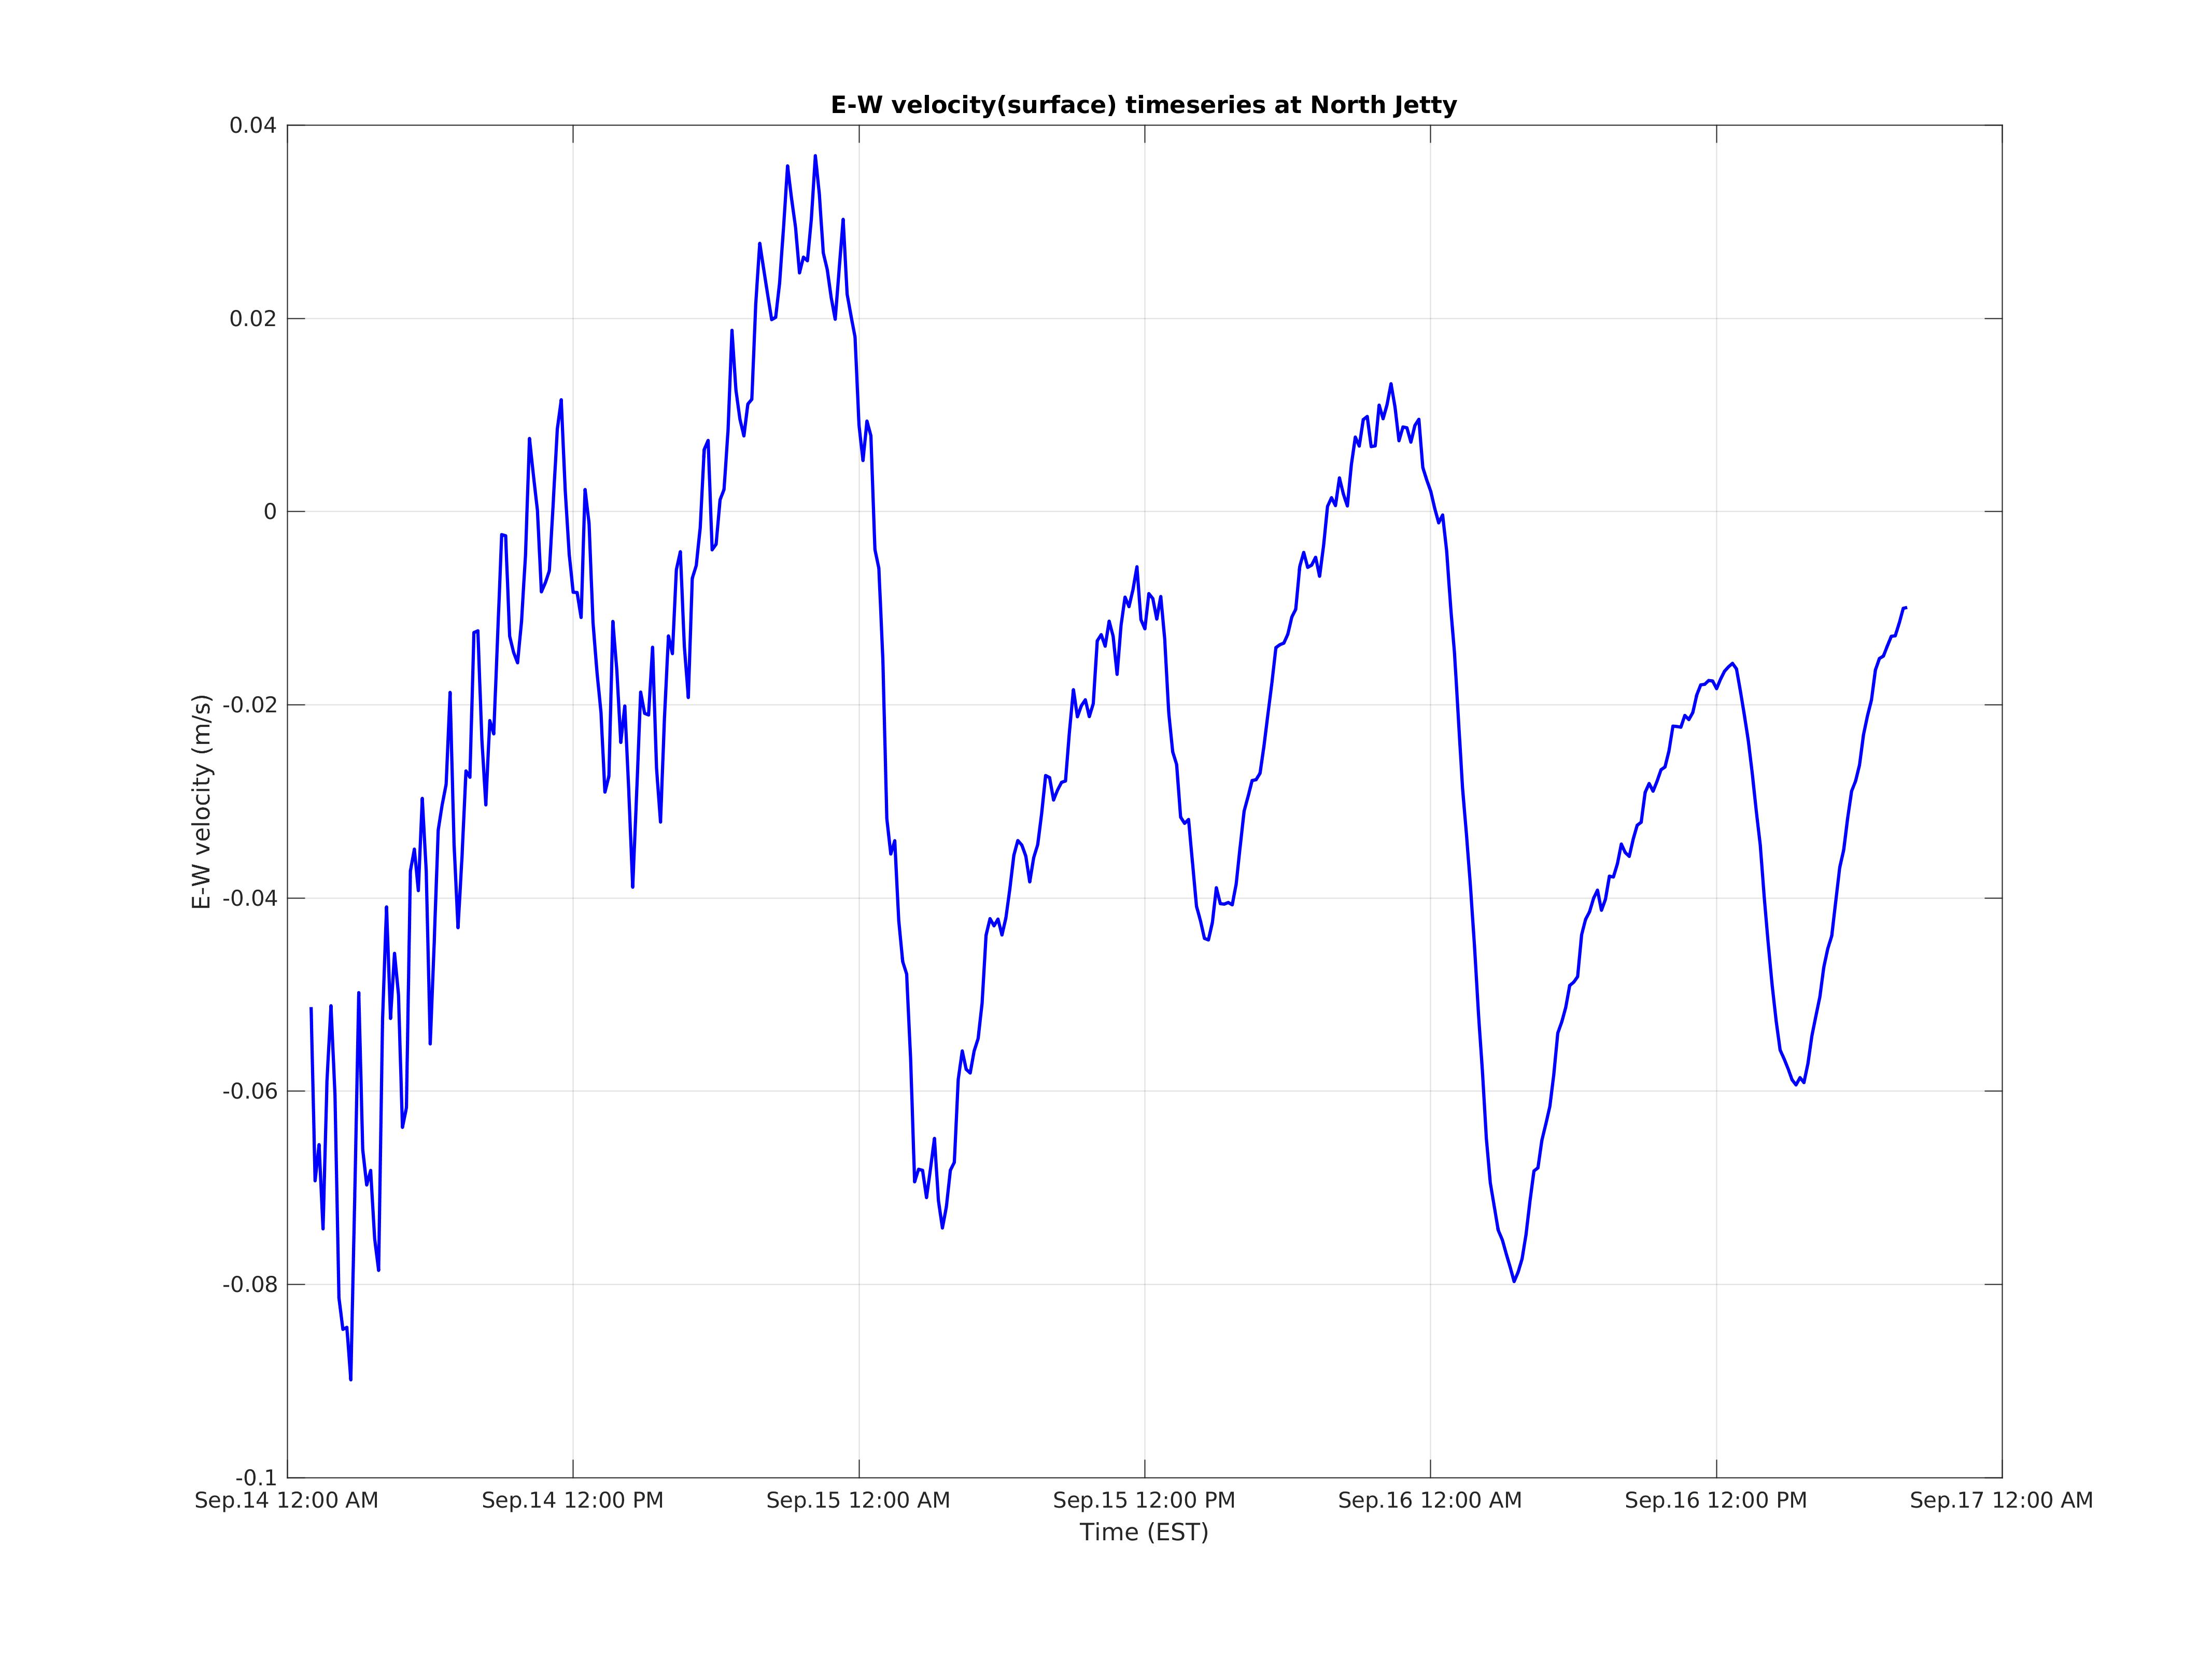 E-W velocity(surface) timeseries at North Jetty
0.04
0.02
0
-0.02
-0.04
-0.06
-0.08
-0.1
E-W velocity (m/s)
Sep.14 12:00 AM Sep.14 12:00 PM Sep.15 12:00 AM Sep.15 12:00 PM Sep.16 12:00 AM Sep.16 12:00 PM Sep.17 12:00 AM
Time (EST)